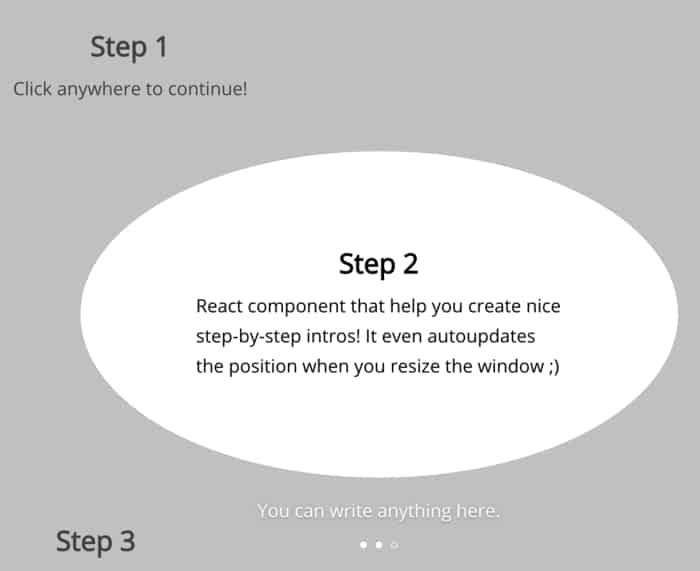 Step 1
Click anywhere to continue!
Step 2
React component that help you create nice
step-by-step intros! It even autoupdates
the position when you resize the window ;)
You can write anything here.
Step 3